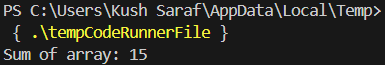 PS C:\Users\Kush Saraf\AppData\Local\Temp>
{ .\tempCodeRunnerFile }
Sum of array: 15